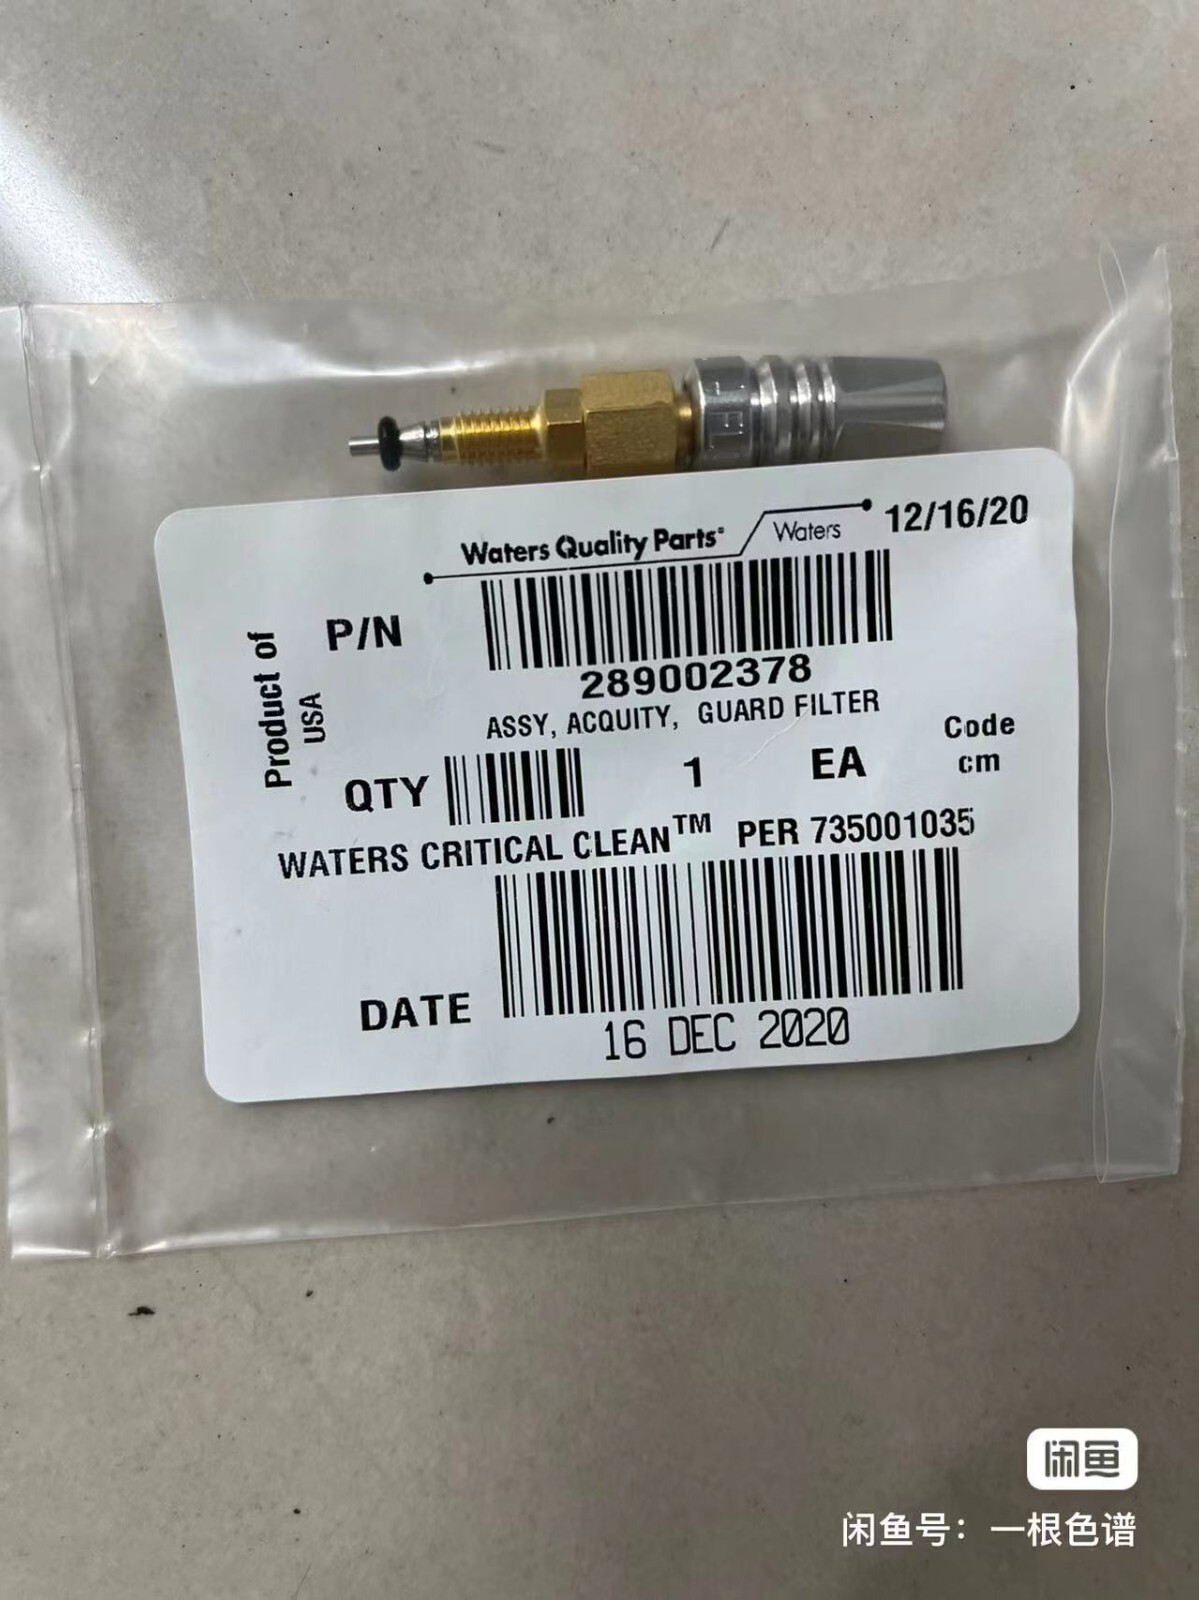 Waters Quality Parts®
Waters
12/16/20
Product of
USA
P/N
289002378
ASSY, ACQUITY, GUARD FILTER
QTY
1
EA
Code
cm
WATERS CRITICAL CLEAN™ PER 735001035
DATE
16 DEC 2020
闲鱼
闲鱼号：一根色谱